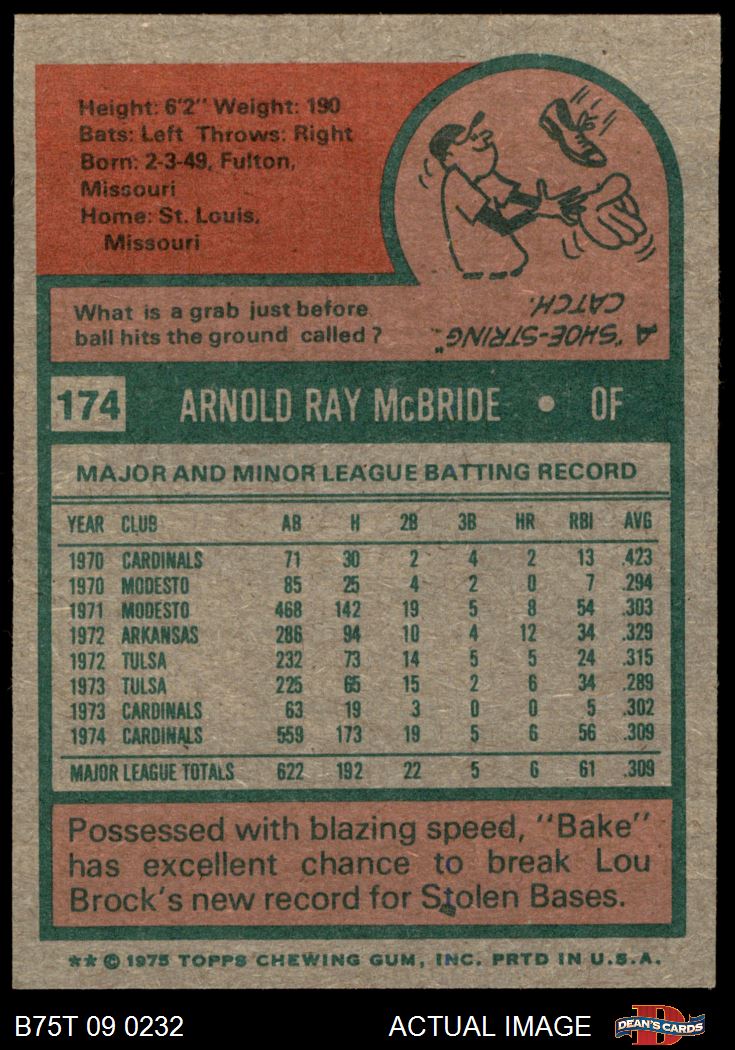 Height: 6'2" Weight: 190
Bats: Left Throws: Right
Born: 2-3-49, Fulton,
Missouri
Home: St. Louis,
Missouri
What is a grab just before
ball hits the ground called?
A "SHOE-STRING"
CATCH.
174 ARNOLD RAY McBRIDE • OF
MAJOR AND MINOR LEAGUE BATTING RECORD
YEAR CLUB AB H 2B 3B HR RBI AVG
1970 CARDINALS 71 30 2 4 2 13 .423
1970 MODESTO 85 25 4 2 0 7 .294
1971 MODESTO 468 142 19 5 8 54 .303
1972 ARKANSAS 286 94 10 4 12 34 .329
1972 TULSA 232 73 14 5 5 24 .315
1973 TULSA 225 65 15 2 6 34 .289
1973 CARDINALS 63 19 3 0 0 5 .302
1974 CARDINALS 559 173 19 5 6 56 .309
MAJOR LEAGUE TOTALS 622 192 22 5 6 61 .309
Possessed with blazing speed, "Bake"
has excellent chance to break Lou
Brock's new record for Stolen Bases.
** © 1975 TOPPS CHEWING GUM, INC. PRTD IN U.S.A.
B75T 09 0232 ACTUAL IMAGE DEAN'S CARDS